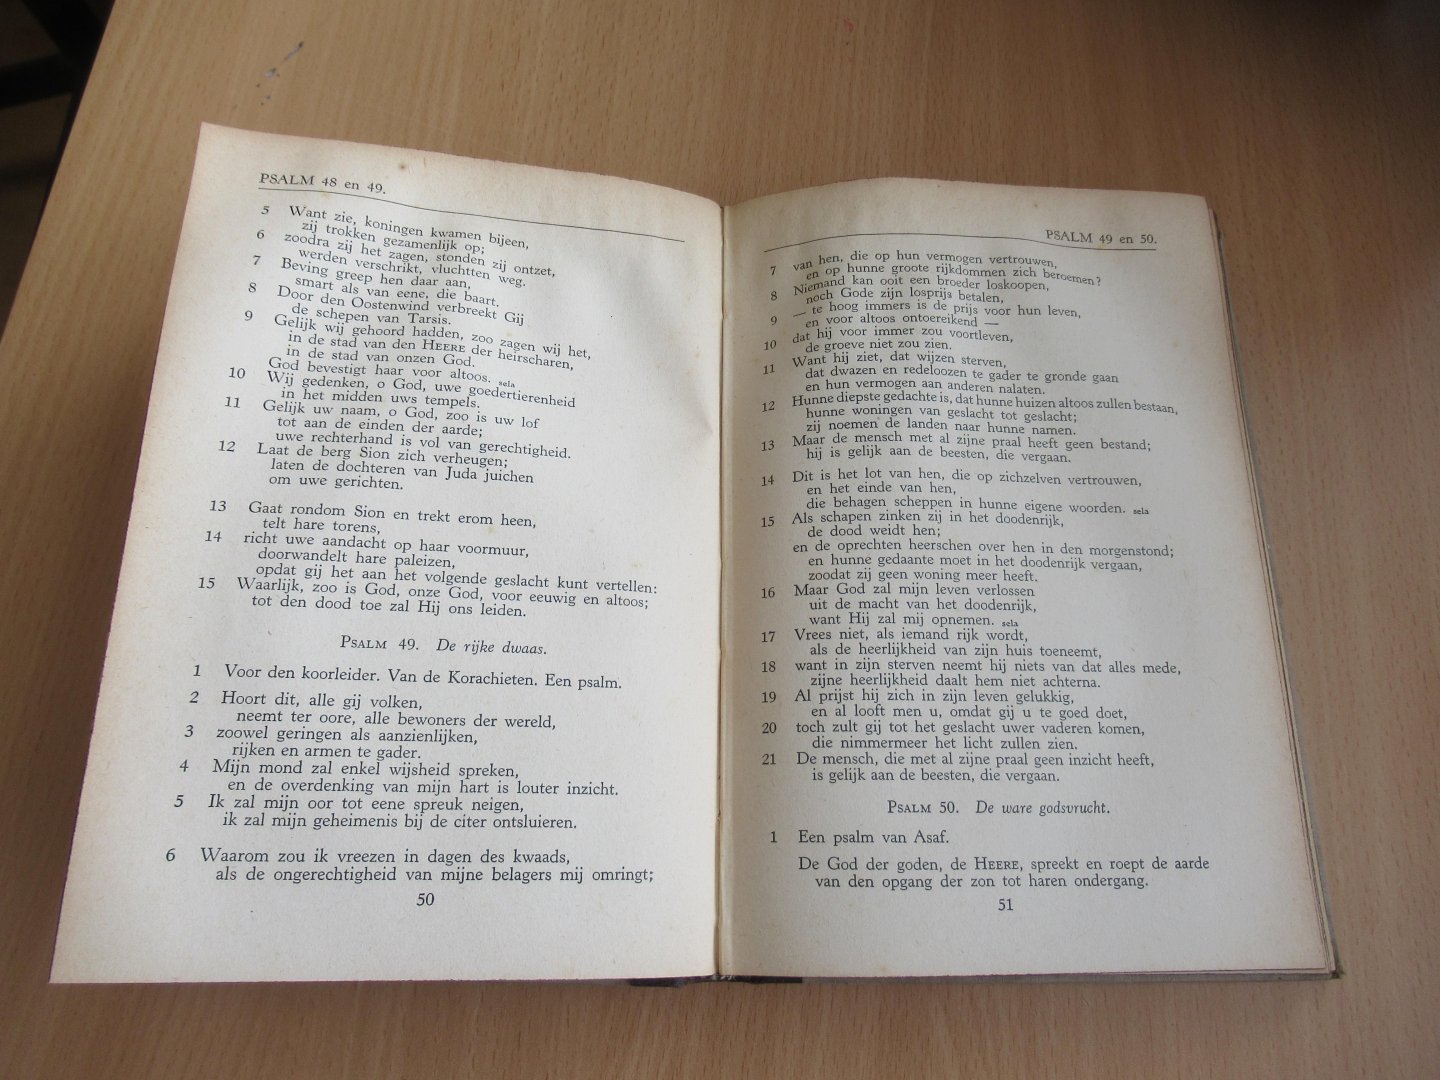 PSALM 48 en 49.
5 Want zie, koningen kwamen bijeen,
zij trokken gezamenlijk op;
6 zoodra zij het zagen, stonden zij ontzet,
werden verschrikt, vluchtten weg.
7 Beving greep hen daar aan,
smart als van eene, die baart.
8 Door den Oostenwind verbreekt Gij
de schepen van Tarsis.
9 Gelijk wij gehoord hadden, zoo zagen wij het,
in de stad van den HEERE der heirscharen,
in de stad van onzen God.
God bevestigt haar voor altoos. sela
10 Wij gedenken, o God, uwe goedertierenheid
in het midden uws tempels.
11 Gelijk uw naam, o God, zoo is uw lof
tot aan de einden der aarde;
uwe rechterhand is vol van gerechtigheid.
12 Laat de berg Sion zich verheugen;
laten de dochteren van Juda juichen
om uwe gerichten.
13 Gaat rondom Sion en trekt erom heen,
telt hare torens,
14 richt uwe aandacht op haar voormuur,
doorwandelt hare paleizen,
opdat gij het aan het volgende geslacht kunt vertellen:
15 Waarlijk, zoo is God, onze God, voor eeuwig en altoos;
tot den dood toe zal Hij ons leiden.
PSALM 49. De rijke dwaas.
1 Voor den koorleider. Van de Korachieten. Een psalm.
2 Hoort dit, alle gij volken,
neemt ter oore, alle bewoners der wereld,
3 zoowel geringen als aanzienlijken,
rijken en armen te gader.
4 Mijn mond zal enkel wijsheid spreken,
en de overdenking van mijn hart is louter inzicht.
5 Ik zal mijn oor tot eene spreuk neigen,
ik zal mijn geheimenis bij de citer ontsluieren.
6 Waarom zou ik vreezen in dagen des kwaads,
als de ongerechtigheid van mijne belagers mij omringt;
50
PSALM 49 en 50.
7 van hen, die op hun vermogen vertrouwen,
en op hunne groote rijkdommen zich beroemen?
8 Niemand kan ooit een broeder loskoopen,
noch Gode zijn losprijs betalen,
9 — te hoog immers is de prijs voor hun leven,
en voor altoos ontoereikend —
10 dat hij voor immer zou voortleven,
de groeve niet zou zien.
11 Want hij ziet, dat wijzen sterven,
dat dwazen en redeloozen te gader te gronde gaan
en hun vermogen aan anderen nalaten.
12 Hunne diepste gedachte is, dat hunne huizen altoos zullen bestaan,
hunne woningen van geslacht tot geslacht;
zij noemen de landen naar hunne namen.
13 Maar de mensch met al zijne praal heeft geen bestand;
hij is gelijk aan de beesten, die vergaan.
14 Dit is het lot van hen, die op zichzelven vertrouwen,
en het einde van hen,
die behagen scheppen in hunne eigene woorden. sela
15 Als schapen zinken zij in het doodenrijk,
de dood weidt hen;
en de oprechten heerschen over hen in den morgenstond;
en hunne gedaante moet in het doodenrijk vergaan,
zoodat zij geen woning meer heeft.
16 Maar God zal mijn leven verlossen
uit de macht van het doodenrijk,
want Hij zal mij opnemen. sela
17 Vrees niet, als iemand rijk wordt,
als de heerlijkheid van zijn huis toeneemt,
18 want in zijn sterven neemt hij niets van dat alles mede,
zijne heerlijkheid daalt hem niet achterna.
19 Al prijst hij zich in zijn leven gelukkig,
en al looft men u, omdat gij u te goed doet,
20 toch zult gij tot het geslacht uwer vaderen komen,
die nimmermeer het licht zullen zien.
21 De mensch, die met al zijne praal geen inzicht heeft,
is gelijk aan de beesten, die vergaan.
PSALM 50. De ware godsvrucht.
1 Een psalm van Asaf.
De God der goden, de HEERE, spreekt en roept de aarde
van den opgang der zon tot haren ondergang.
51